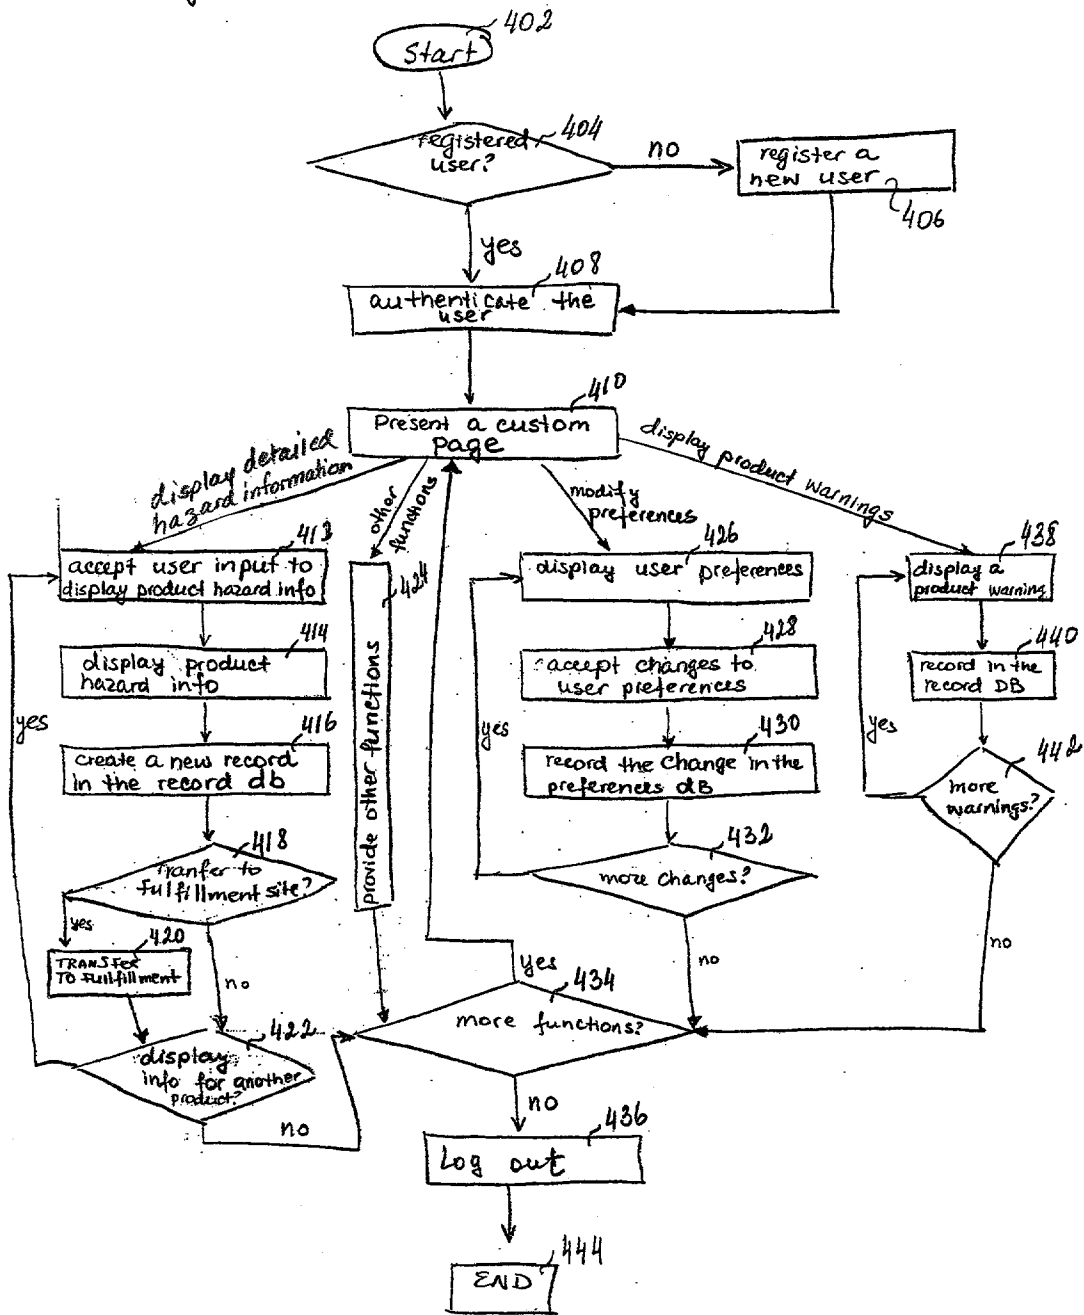 402
Start
404
registered
user?
no
register a
new user
406
yes
408
authenticate the
user
410
Present a custom
page
display detailed
hazard information
other
functions
modify
preferences
display product warnings
412
accept user input to
display product hazard info
424
provide other functions
426
display user preferences
438
display a
product warning
414
display product
hazard info
428
accept changes to
user preferences
440
record in the
record DB
yes
416
create a new record
in the record db
yes
430
record the change in the
preferences dB
yes
442
more
warnings?
418
Tranfer to
fulfillment site?
432
more changes?
yes
420
TRANSfer
TO Fullfillment
no
yes
no
no
434
more functions?
422
display
info for another
product?
no
no
436
Log out
444
END